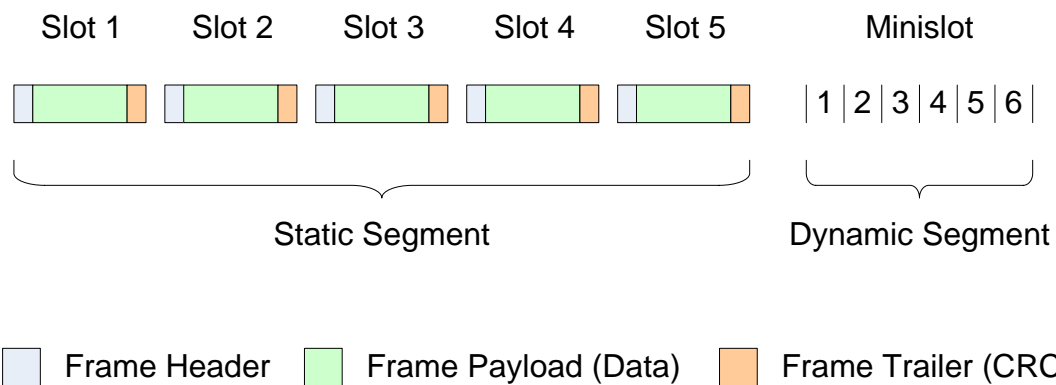 Slot 1 Slot 2 Slot 3 Slot 4 Slot 5 Minislot
1 2 3 4 5 6
Static Segment Dynamic Segment
Frame Header Frame Payload (Data) Frame Trailer (CRC